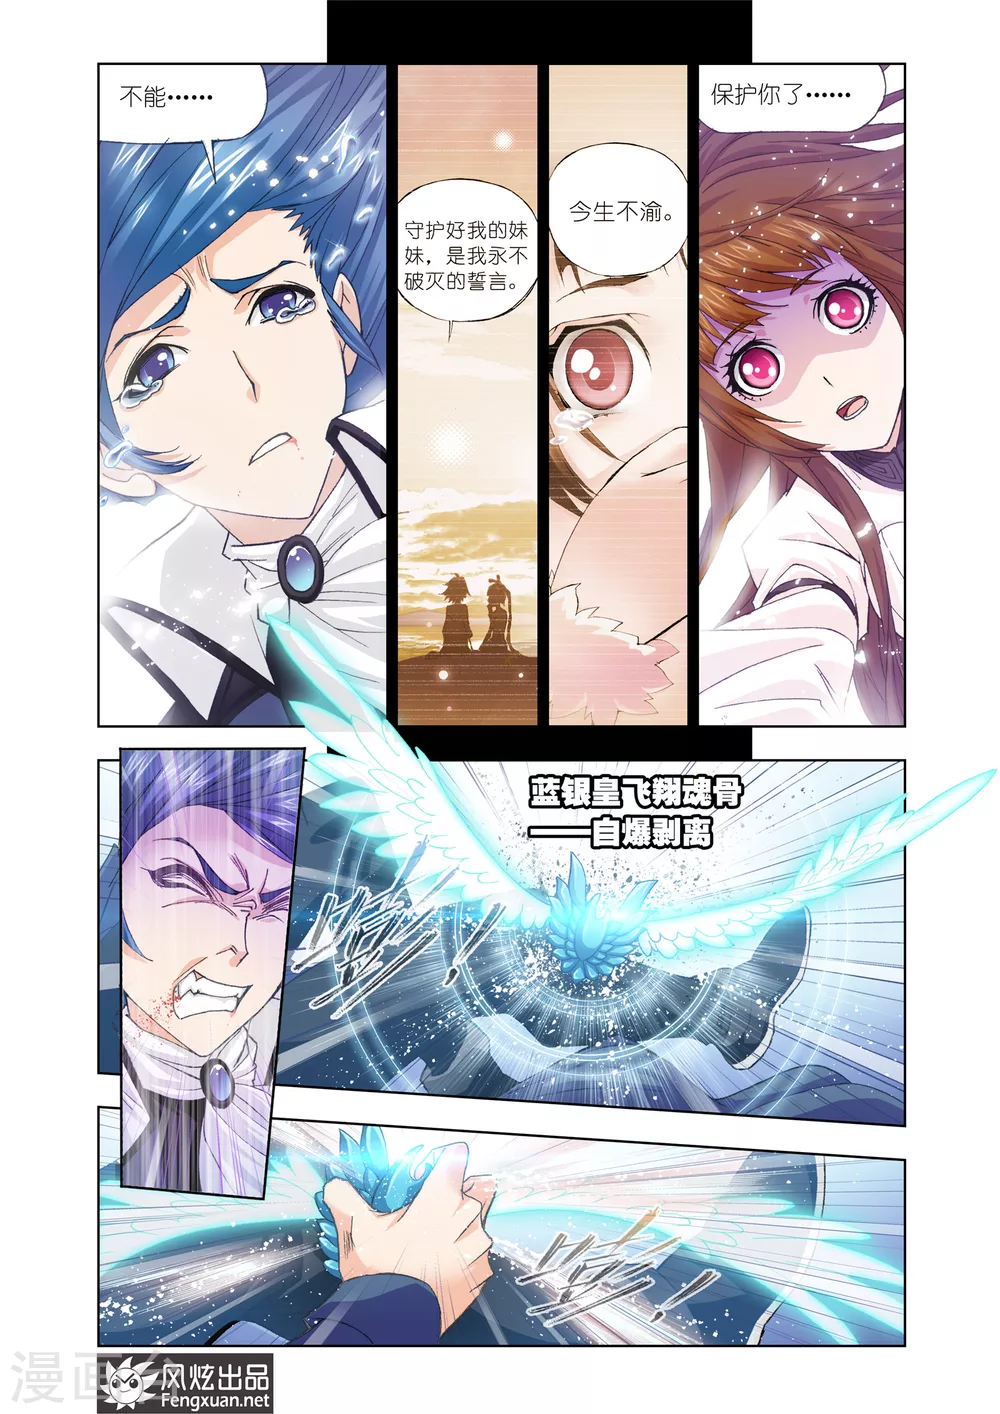 不能……
守护好我的妹
妹，是我永不
破灭的誓言。
今生不渝。
保护你了……
蓝银皇飞翔魂骨
——自爆剥离
漫画台
风炫出品
Fengxuan.net